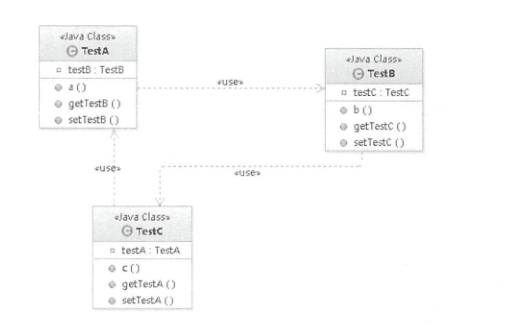 «Java Class»
TestA
testB : TestB
a ( )
getTestB ( )
setTestB ( )
«use»
«Java Class»
TestB
testC : TestC
b ( )
getTestC ( )
setTestC ( )
«use»
«use»
«Java Class»
TestC
testA : TestA
c ( )
getTestA ( )
setTestA ( )